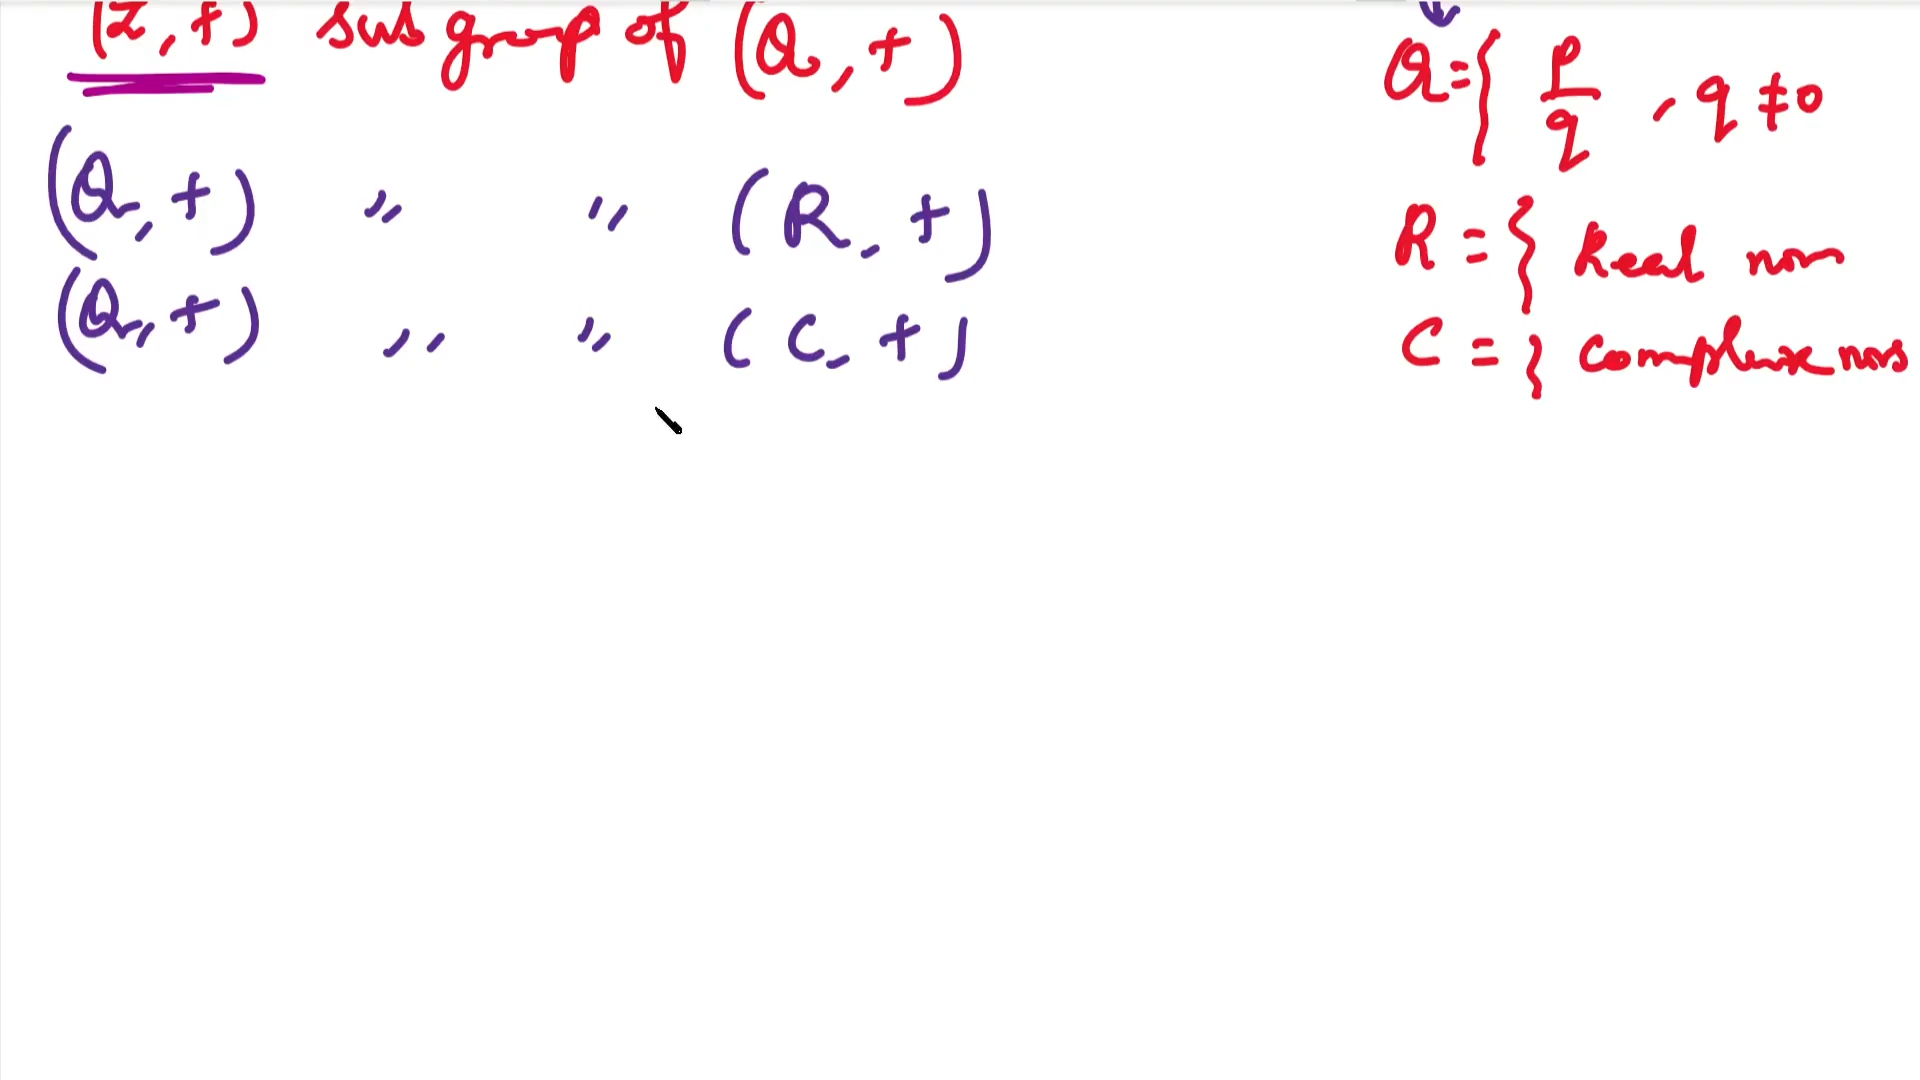 (Z, +) sub group of (Q, +)
(Q, +) " " (R, +)
(Q, +) " " (C, +)
Q = { p/q , q ≠ 0
R = { Real nos
C = { Complex nos